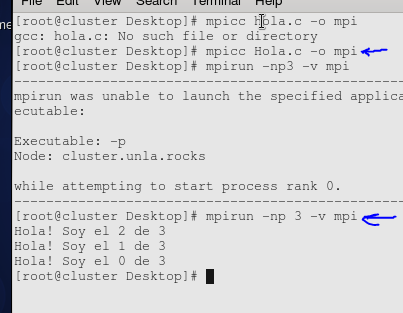 File Edit View Search Terminal Help
[root@cluster Desktop]# mpicc hola.c -o mpi
gcc: hola.c: No such file or directory
[root@cluster Desktop]# mpicc Hola.c -o mpi
[root@cluster Desktop]# mpirun -np3 -v mpi
--------------------------------------------------
mpirun was unable to launch the specified applica
ecutable:
Executable: -p
Node: cluster.unla.rocks
while attempting to start process rank 0.
--------------------------------------------------
[root@cluster Desktop]# mpirun -np 3 -v mpi
Hola! Soy el 2 de 3
Hola! Soy el 1 de 3
Hola! Soy el 0 de 3
[root@cluster Desktop]#